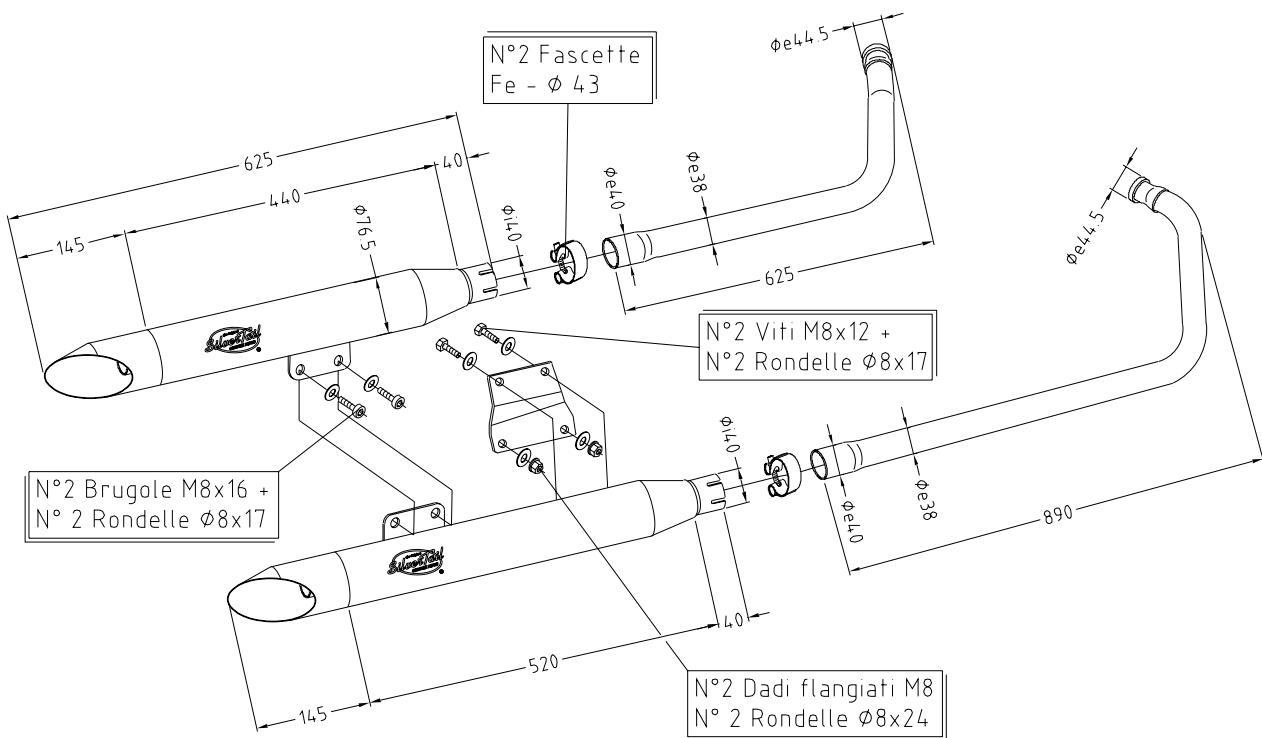 N°2 Fascette
Fe - Ø 43
Øe44.5
625
440
40
145
Ø76.5
Øi40
Øe40
Øe38
625
Øe44.5
SilverTail
®
N°2 Viti M8x12 +
N°2 Rondelle Ø8x17
N°2 Brugole M8x16 +
N° 2 Rondelle Ø8x17
Øi40
Øe40
Øe38
890
SilverTail
®
40
520
145
N°2 Dadi flangiati M8
N° 2 Rondelle Ø8x24